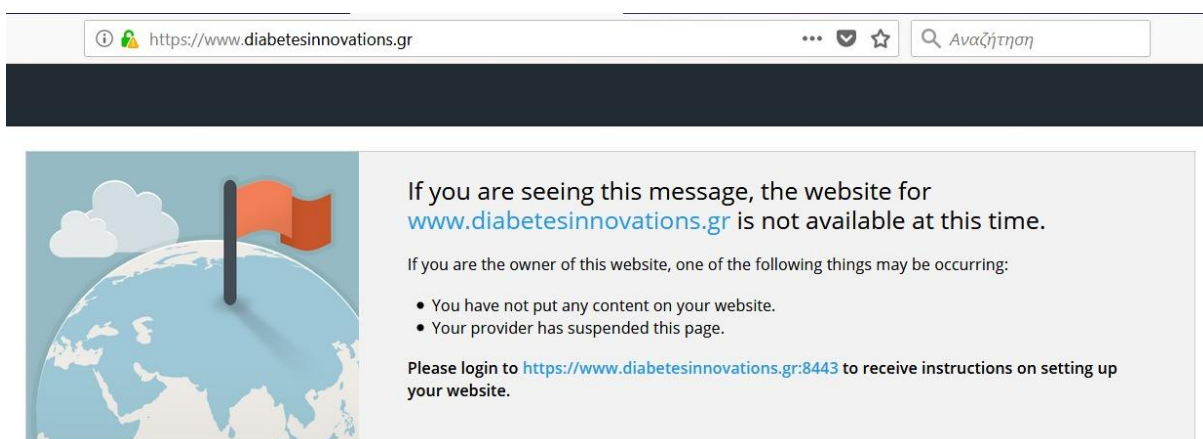 https://www.diabetesinnovations.gr
Αναζήτηση
If you are seeing this message, the website for
www.diabetesinnovations.gr is not available at this time.
If you are the owner of this website, one of the following things may be occurring:
• You have not put any content on your website.
• Your provider has suspended this page.
Please login to https://www.diabetesinnovations.gr:8443 to receive instructions on setting up
your website.